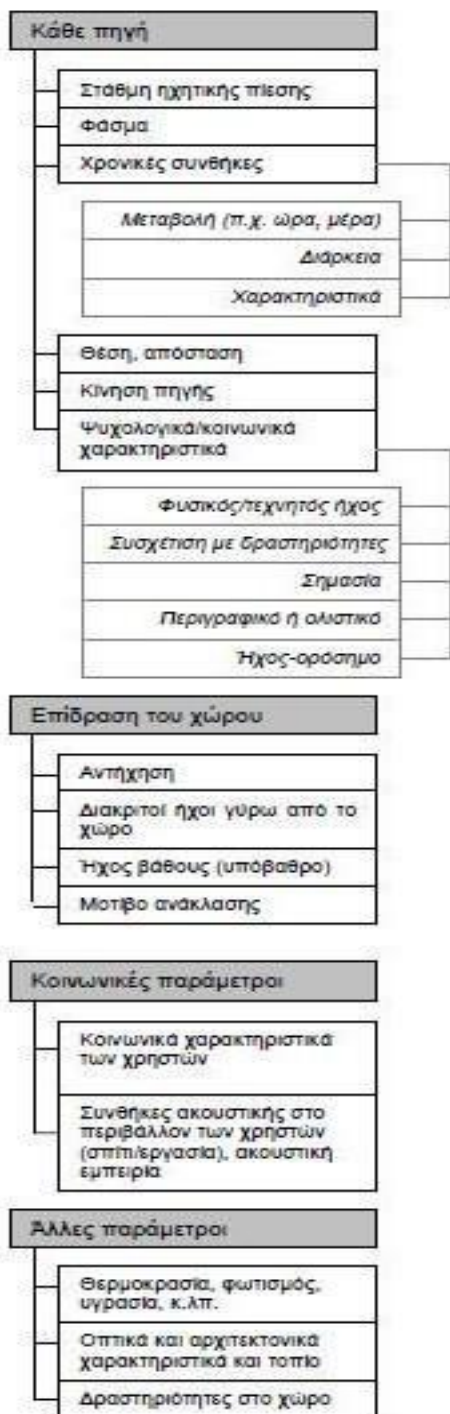 Κάθε πηγή
Στάθμη ηχητικής πίεσης
Φάσμα
Χρονικές συνθήκες
Μεταβολή (π.χ. ώρα, μέρα)
Διάρκεια
Χαρακτηριστικά
Θέση, απόσταση
Κίνηση πηγής
Ψυχολογικά/κοινωνικά
χαρακτηριστικά
Φυσικός/τεχνητός ήχος
Συσχέτιση με δραστηριότητες
Σημασία
Περιγραφικό ή ολιστικό
Ήχος-ορόσημο
Επίδραση του χώρου
Αντήχηση
Διακριτοί ήχοι γύρω από το
χώρο
Ήχος βάθους (υπόβαθρο)
Μοτίβο ανάκλασης
Κοινωνικές παράμετροι
Κοινωνικά χαρακτηριστικά
των χρηστών
Συνθήκες ακουστικής στο
περιβάλλον των χρηστών
(σπίτι/εργασία), ακουστική
εμπειρία
Άλλες παράμετροι
Θερμοκρασία, φωτισμός,
υγρασία, κ.λπ.
Οπτικά και αρχιτεκτονικά
χαρακτηριστικά και τοπίο
Δραστηριότητες στο χώρο